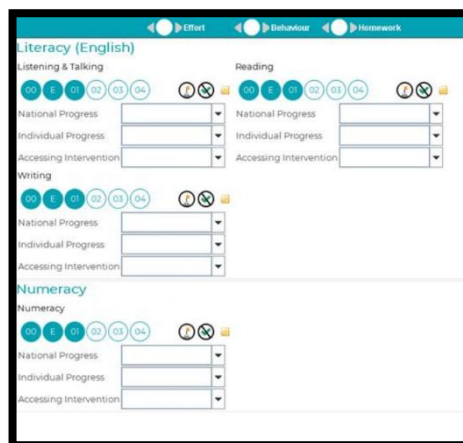 Effort Behaviour Homework
Literacy (English)
Listening & Talking Reading
00 E 01 02 03 04 00 E 01 02 03 04
National Progress National Progress
Individual Progress Individual Progress
Accessing Intervention Accessing Intervention
Writing
00 E 01 02 03 04
National Progress
Individual Progress
Accessing Intervention
Numeracy
Numeracy
00 E 01 02 03 04
National Progress
Individual Progress
Accessing Intervention